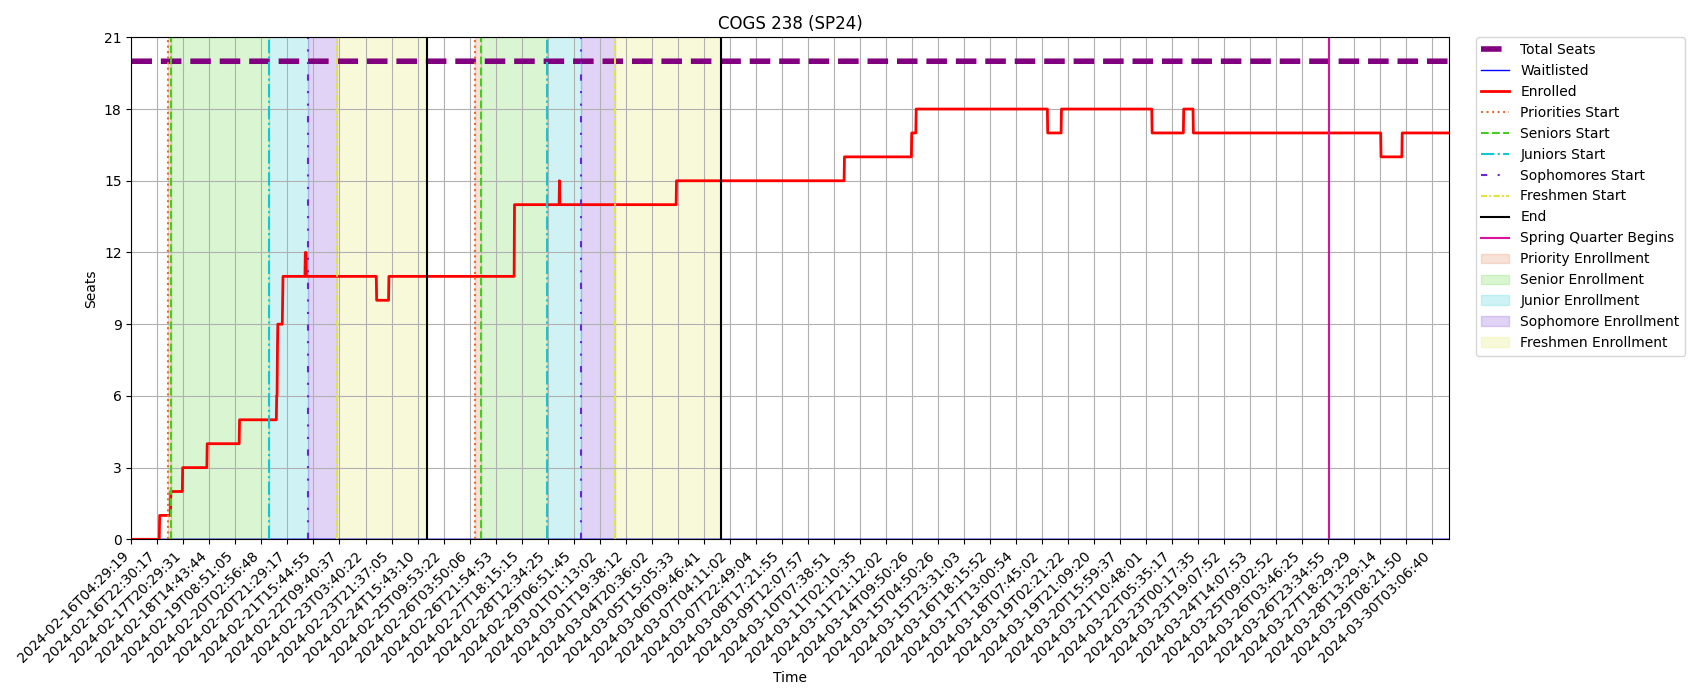 COGS 238 (SP24)
Seats
21
18
15
12
9
6
3
0
2024-02-16T04:29:19
2024-02-16T22:30:17
2024-02-17T20:29:31
2024-02-18T14:43:44
2024-02-19T08:51:05
2024-02-20T02:56:48
2024-02-20T21:29:17
2024-02-21T15:44:55
2024-02-22T09:40:37
2024-02-23T03:40:22
2024-02-23T21:37:05
2024-02-24T15:43:10
2024-02-25T09:53:22
2024-02-26T03:50:06
2024-02-26T21:54:53
2024-02-27T18:15:15
2024-02-28T12:34:25
2024-02-29T06:51:45
2024-03-01T01:13:02
2024-03-01T19:38:12
2024-03-04T20:36:02
2024-03-05T15:05:33
2024-03-06T09:46:41
2024-03-07T04:11:02
2024-03-07T22:49:04
2024-03-08T17:21:55
2024-03-09T12:07:57
2024-03-10T07:38:51
2024-03-11T02:10:35
2024-03-11T21:12:02
2024-03-14T09:50:26
2024-03-15T04:50:26
2024-03-15T23:31:03
2024-03-16T18:15:52
2024-03-17T13:00:54
2024-03-18T07:45:02
2024-03-19T02:21:22
2024-03-19T21:09:20
2024-03-20T15:59:37
2024-03-21T10:48:01
2024-03-22T05:35:17
2024-03-23T00:17:35
2024-03-23T19:07:52
2024-03-24T14:07:53
2024-03-25T09:02:52
2024-03-26T03:46:25
2024-03-26T23:34:55
2024-03-27T18:29:29
2024-03-28T13:29:14
2024-03-29T08:21:50
2024-03-30T03:06:40
Time
Total Seats
Waitlisted
Enrolled
Priorities Start
Seniors Start
Juniors Start
Sophomores Start
Freshmen Start
End
Spring Quarter Begins
Priority Enrollment
Senior Enrollment
Junior Enrollment
Sophomore Enrollment
Freshmen Enrollment